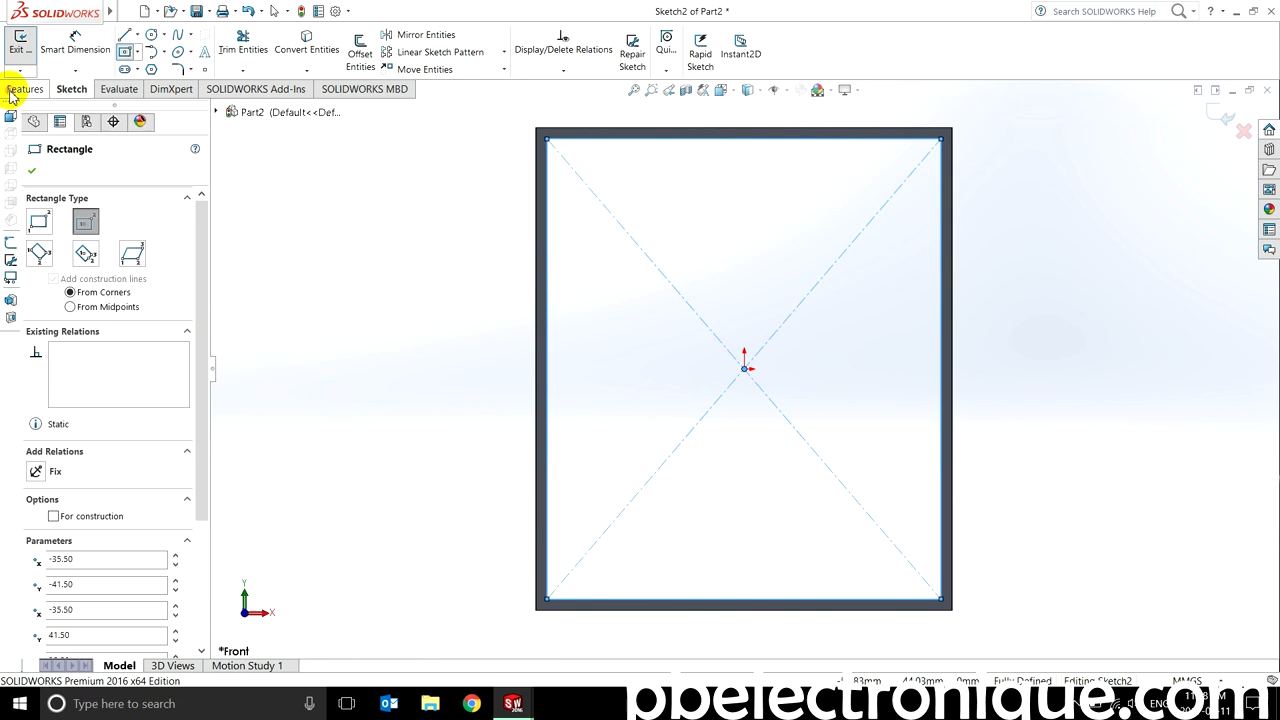 SOLIDWORKS
Sketch2 of Part2 *
Search SOLIDWORKS Help
Exit ...
Smart Dimension
Trim Entities
Convert Entities
Offset Entities
Mirror Entities
Linear Sketch Pattern
Move Entities
Display/Delete Relations
Repair Sketch
Qui...
Rapid Sketch
Instant2D
Features
Sketch
Evaluate
DimXpert
SOLIDWORKS Add-Ins
SOLIDWORKS MBD
Part2 (Default<<Def...
Rectangle
Rectangle Type
Add construction lines
From Corners
From Midpoints
Existing Relations
Static
Add Relations
Fix
Options
For construction
Parameters
-35.50
-41.50
-35.50
41.50
Y
X
*Front
Model
3D Views
Motion Study 1
SOLIDWORKS Premium 2016 x64 Edition
Fully Defined
Editing Sketch2
MMGS
Type here to search
pbelectronique.com